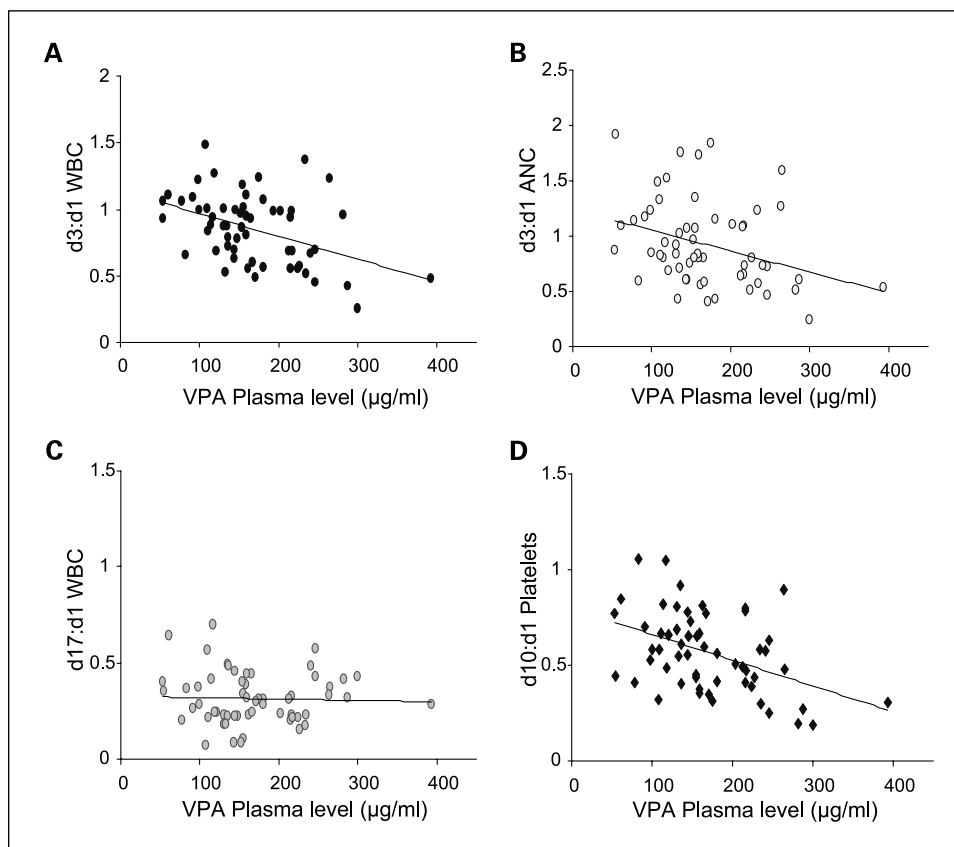 A
d3:d1 WBC
2
1.5
1
0.5
0
0 100 200 300 400
VPA Plasma level (µg/ml)
B
d3:d1 ANC
2.5
2
1.5
1
0.5
0
0 100 200 300 400
VPA Plasma level (µg/ml)
C
d17:d1 WBC
1.5
1
0.5
0
0 100 200 300 400
VPA Plasma level (µg/ml)
D
d10:d1 Platelets
1.5
1
0.5
0
0 100 200 300 400
VPA Plasma level (µg/ml)